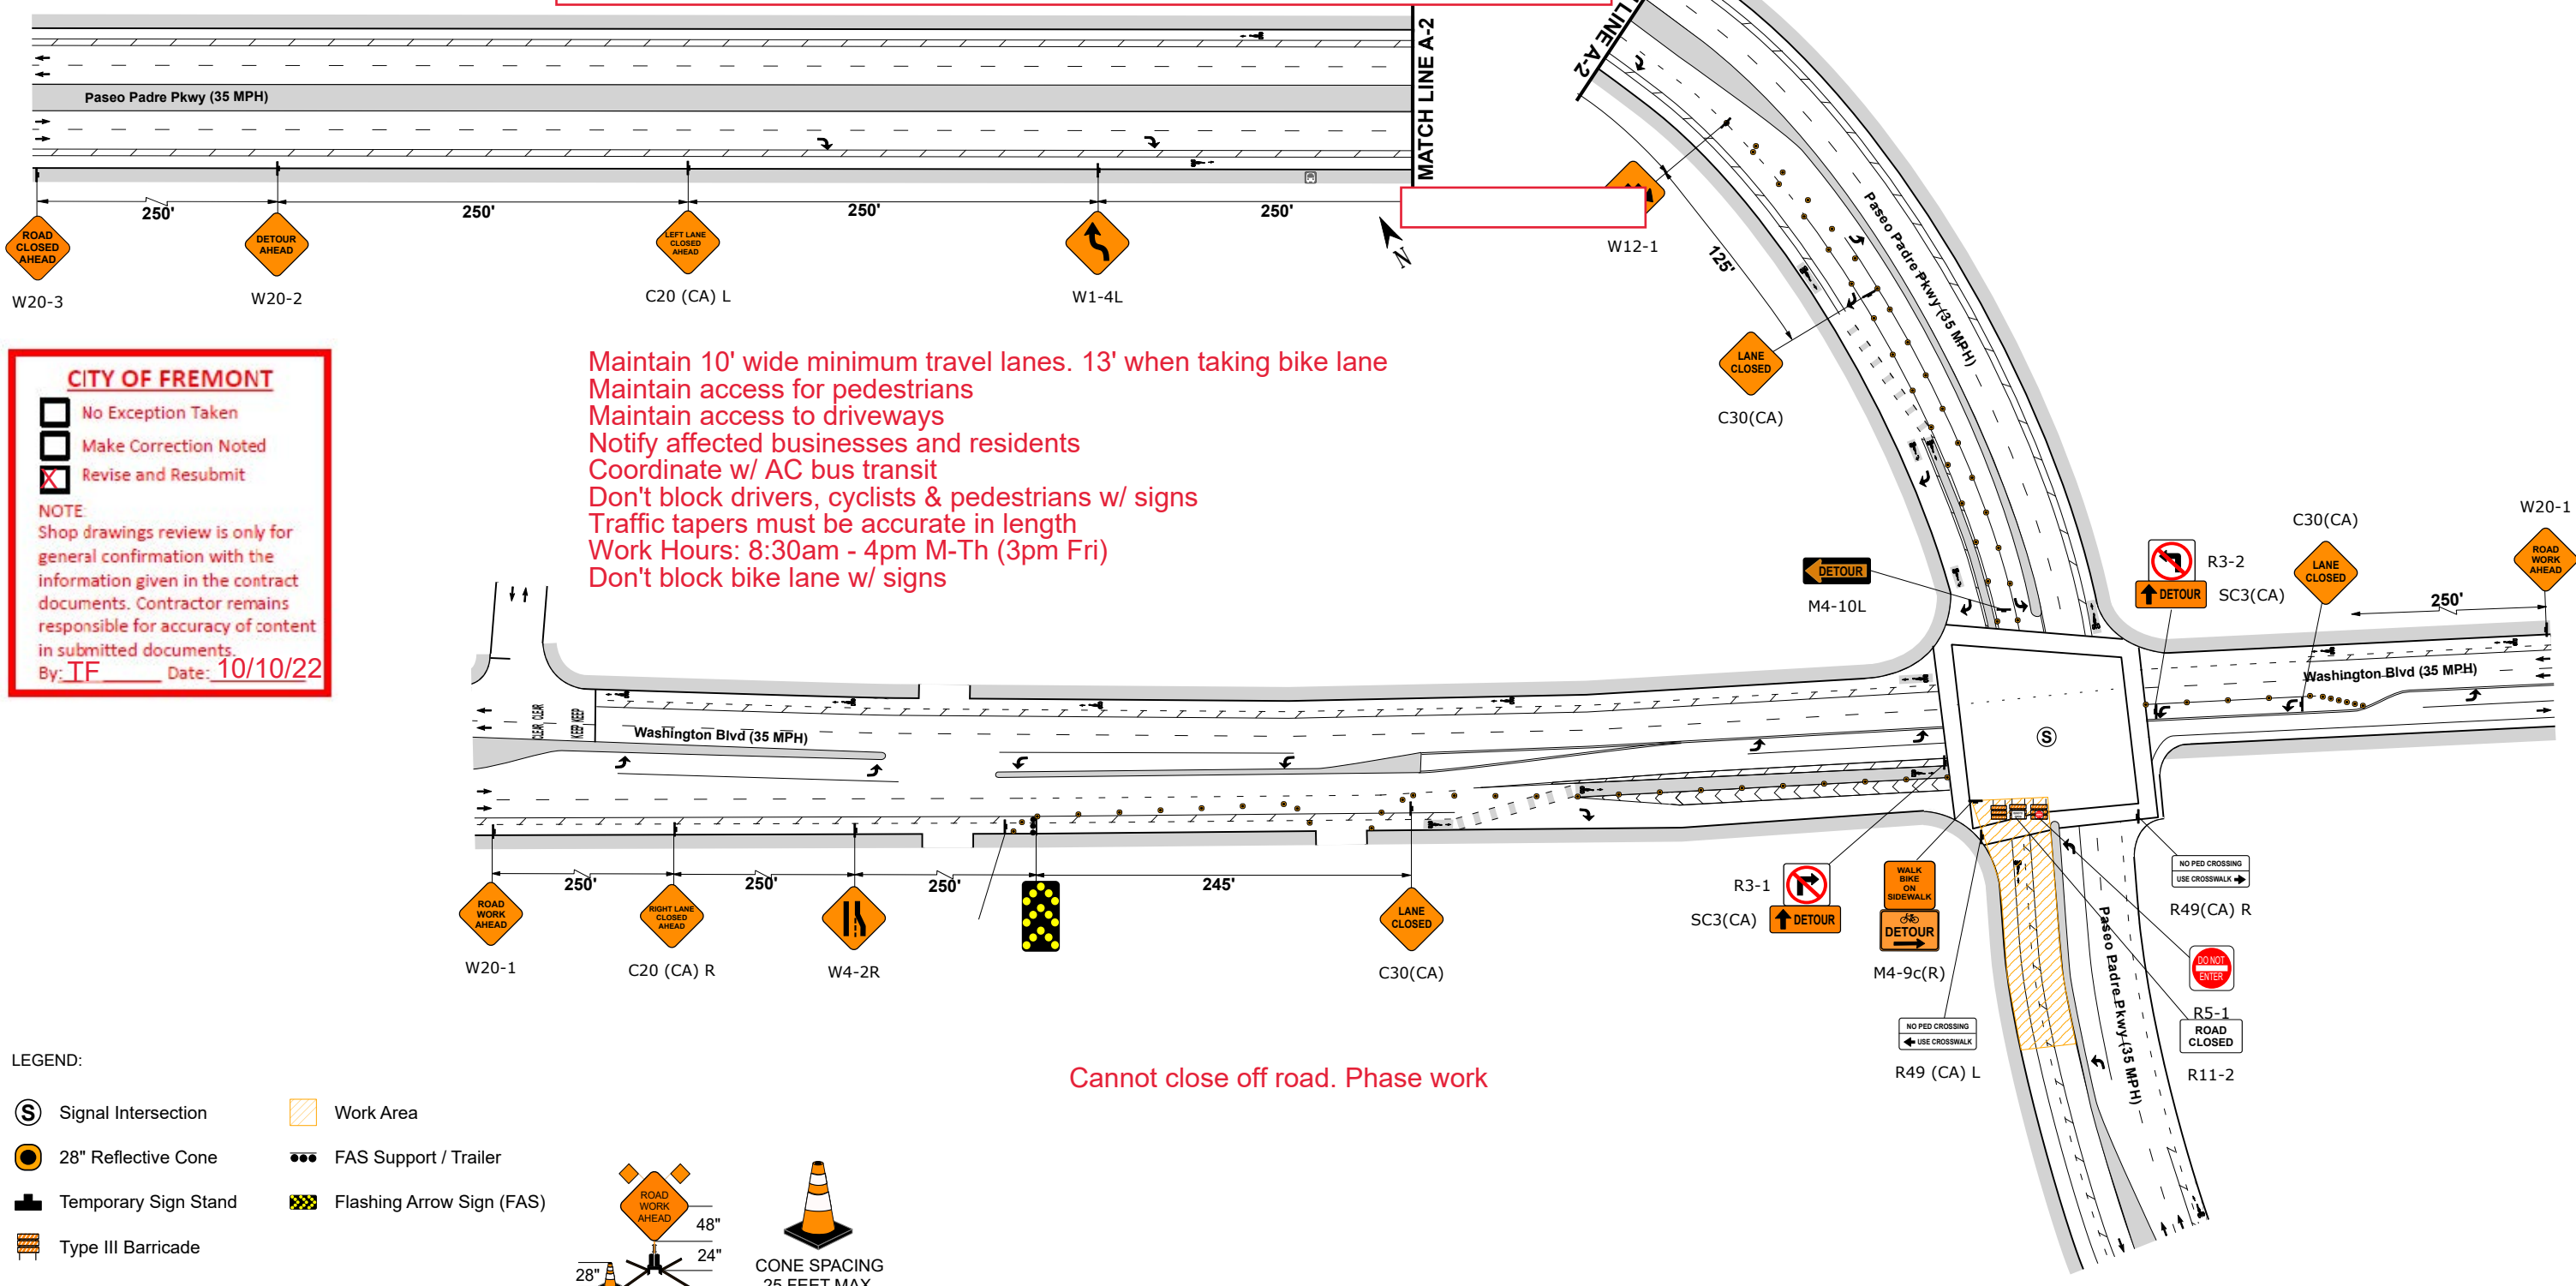 Paseo Padre Pkwy (35 MPH)
MATCH LINE A-2
LINE A-2
250'
250'
250'
250'
ROAD
CLOSED
AHEAD
W20-3
DETOUR
AHEAD
W20-2
LEFT LANE
CLOSED
AHEAD
C20 (CA) L
W1-4L
N
W12-1
125'
Paseo Padre Pkwy (35 MPH)
LANE
CLOSED
C30(CA)
CITY OF FREMONT
No Exception Taken
Make Correction Noted
X Revise and Resubmit
NOTE:
Shop drawings review is only for
general confirmation with the
information given in the contract
documents. Contractor remains
responsible for accuracy of content
in submitted documents.
By: TF Date: 10/10/22
Maintain 10' wide minimum travel lanes. 13' when taking bike lane
Maintain access for pedestrians
Maintain access to driveways
Notify affected businesses and residents
Coordinate w/ AC bus transit
Don't block drivers, cyclists & pedestrians w/ signs
Traffic tapers must be accurate in length
Work Hours: 8:30am - 4pm M-Th (3pm Fri)
Don't block bike lane w/ signs
DETOUR
M4-10L
R3-2
DETOUR
SC3(CA)
C30(CA)
LANE
CLOSED
W20-1
ROAD
WORK
AHEAD
250'
Washington Blvd (35 MPH)
S
CLEAR CLEAR
KEEP KEEP
Washington Blvd (35 MPH)
250'
250'
250'
245'
ROAD
WORK
AHEAD
W20-1
RIGHT LANE
CLOSED
AHEAD
C20 (CA) R
W4-2R
LANE
CLOSED
C30(CA)
R3-1
SC3(CA)
DETOUR
WALK
BIKE
ON
SIDEWALK
DETOUR
M4-9c(R)
NO PED CROSSING
USE CROSSWALK
R49 (CA) L
Paseo Padre Pkwy (35 MPH)
NO PED CROSSING
USE CROSSWALK
R49(CA) R
DO NOT
ENTER
R5-1
ROAD
CLOSED
R11-2
Cannot close off road. Phase work
LEGEND:
S Signal Intersection
28" Reflective Cone
Temporary Sign Stand
Type III Barricade
Work Area
FAS Support / Trailer
Flashing Arrow Sign (FAS)
ROAD
WORK
AHEAD
48"
24"
28"
CONE SPACING
25 FEET MAX